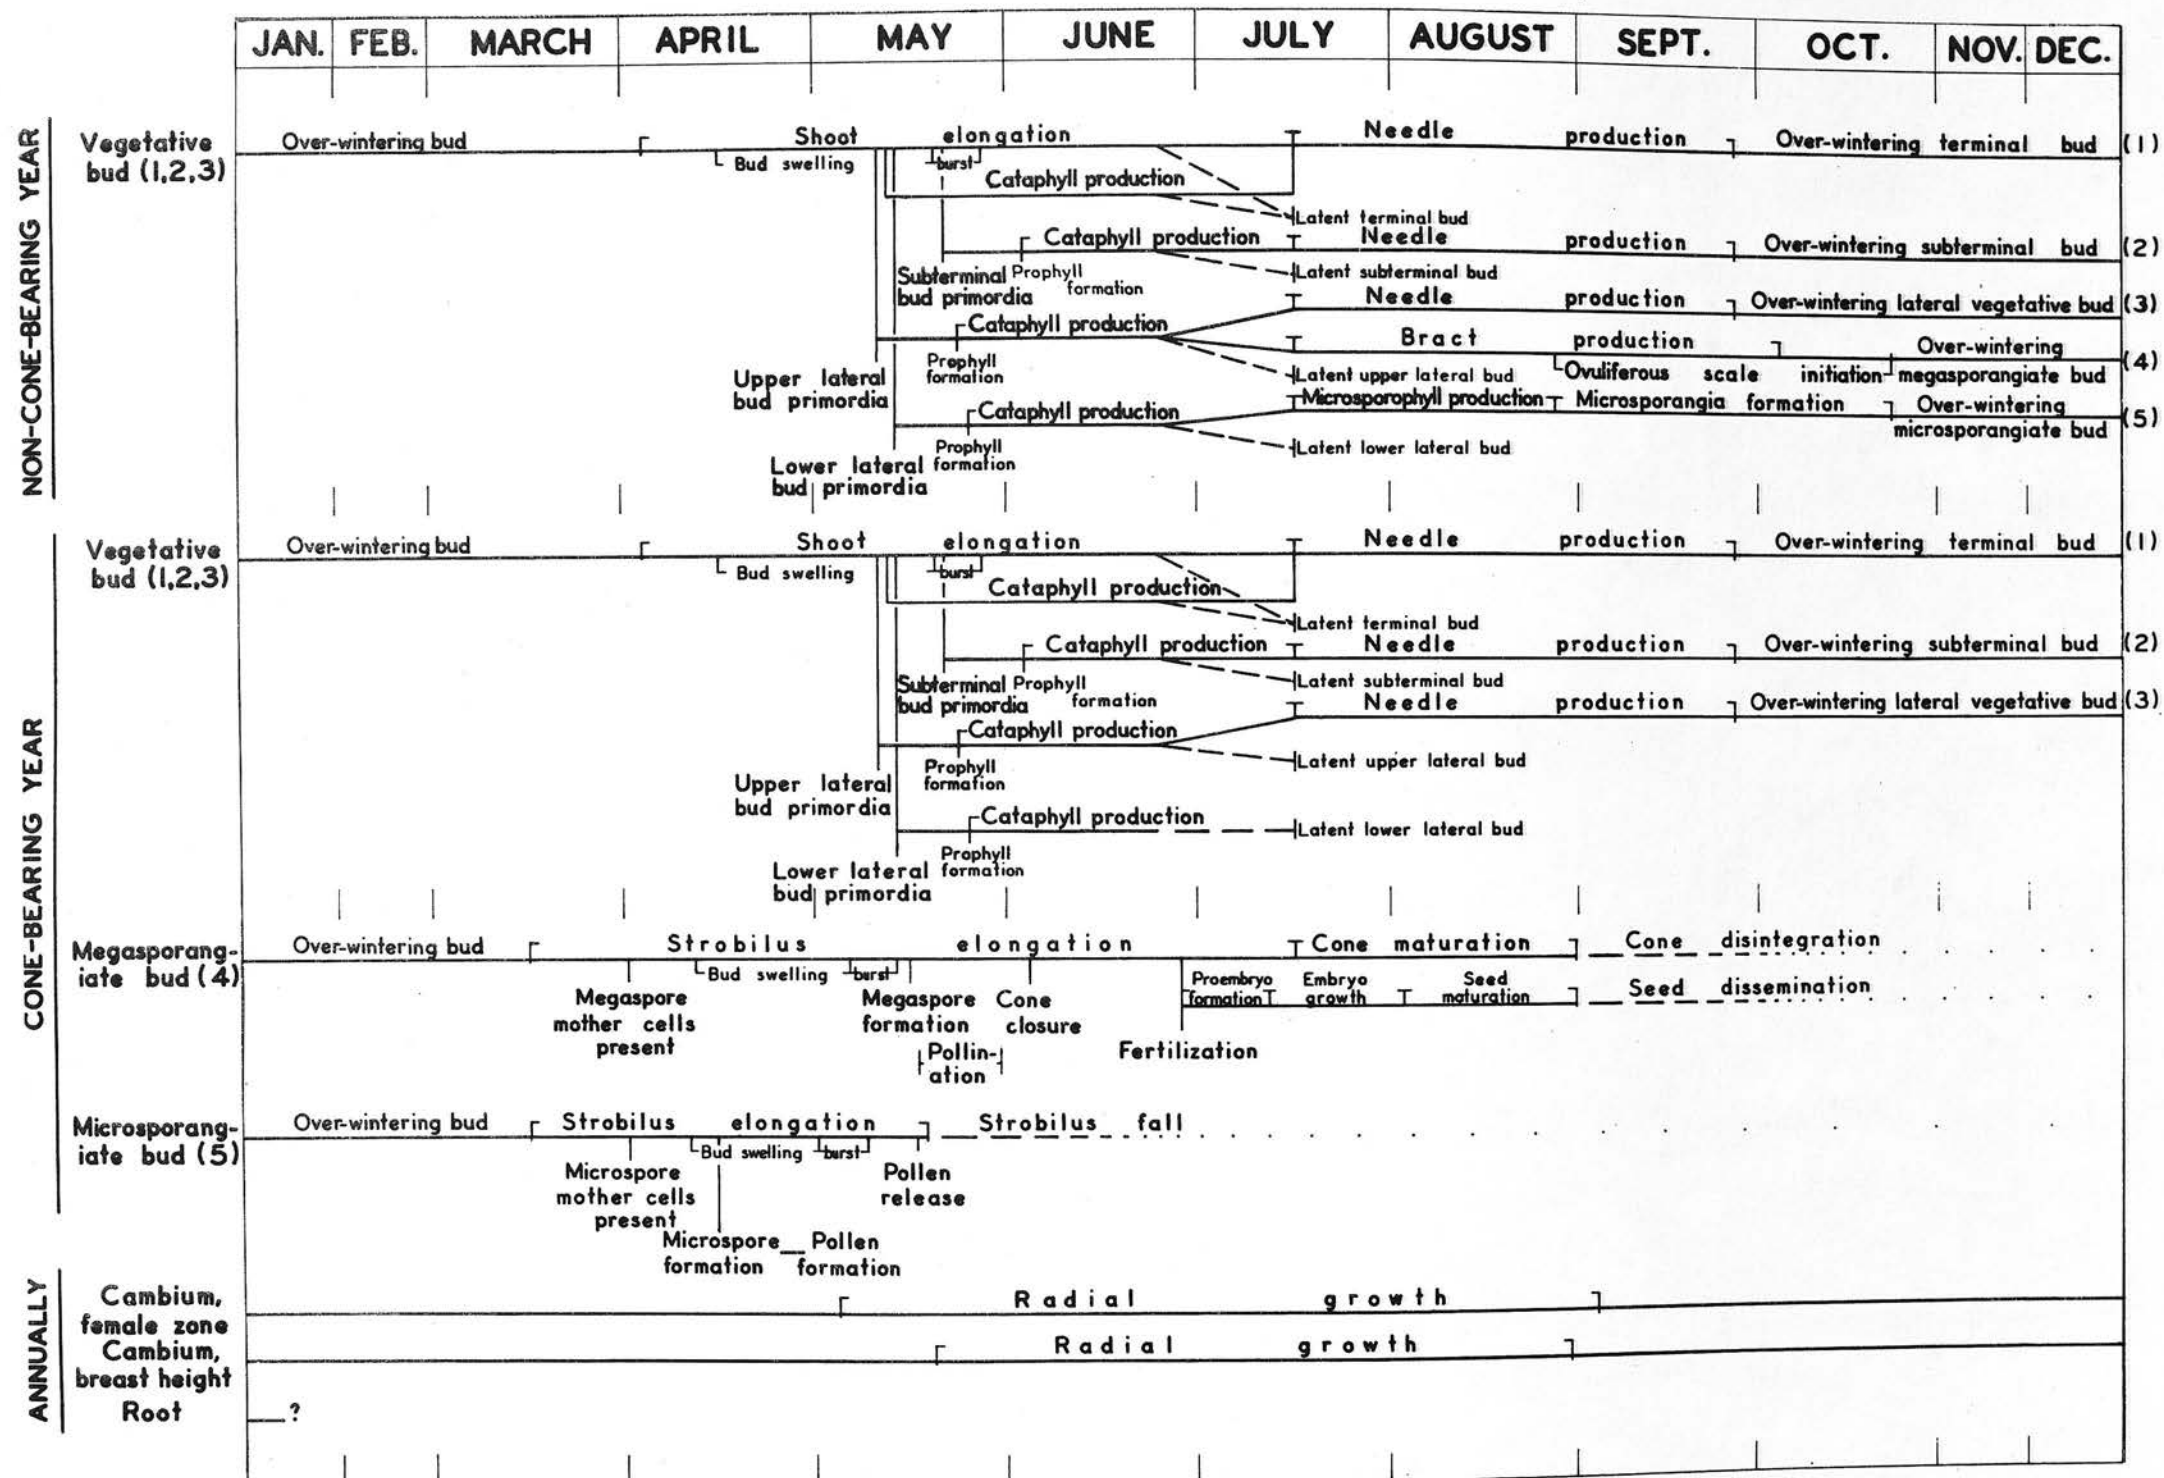 JAN. FEB. MARCH APRIL MAY JUNE JULY AUGUST SEPT. OCT. NOV. DEC.
NON-CONE-BEARING YEAR
Vegetative
bud (1,2,3)
Over-wintering bud
Shoot elongation
Needle production
Over-wintering terminal bud (1)
Bud swelling
burst
Cataphyll production
Latent terminal bud
Cataphyll production
Needle production
Over-wintering subterminal bud (2)
Subterminal
bud primordia
Prophyll
formation
Latent subterminal bud
Needle production
Over-wintering lateral vegetative bud (3)
Cataphyll production
Bract production
Over-wintering
megasporangiate bud
(4)
Prophyll
formation
Upper lateral
bud primordia
Latent upper lateral bud
Ovuliferous scale initiation
Cataphyll production
Microsporophyll production
Microsporangia formation
Over-wintering
microsporangiate bud
(5)
Prophyll
formation
Lower lateral
bud primordia
Latent lower lateral bud
CONE-BEARING YEAR
Vegetative
bud (1,2,3)
Over-wintering bud
Shoot elongation
Needle production
Over-wintering terminal bud (1)
Bud swelling
burst
Cataphyll production
Latent terminal bud
Cataphyll production
Needle production
Over-wintering subterminal bud (2)
Subterminal
bud primordia
Prophyll
formation
Latent subterminal bud
Needle production
Over-wintering lateral vegetative bud (3)
Cataphyll production
Prophyll
formation
Upper lateral
bud primordia
Latent upper lateral bud
Cataphyll production
Latent lower lateral bud
Prophyll
formation
Lower lateral
bud primordia
Megasporang-
iate bud (4)
Over-wintering bud
Strobilus elongation
Cone maturation
Cone disintegration
Bud swelling
burst
Megaspore
mother cells
present
Megaspore
formation
Cone
closure
Pollin-
ation
Fertilization
Proembryo
formation
Embryo
growth
Seed
maturation
Seed dissemination
Microsporang-
iate bud (5)
Over-wintering bud
Strobilus elongation
Strobilus fall
Bud swelling
burst
Microspore
mother cells
present
Pollen
release
Microspore
formation
Pollen
formation
ANNUALLY
Cambium,
female zone
Radial growth
Cambium,
breast height
Radial growth
Root
?